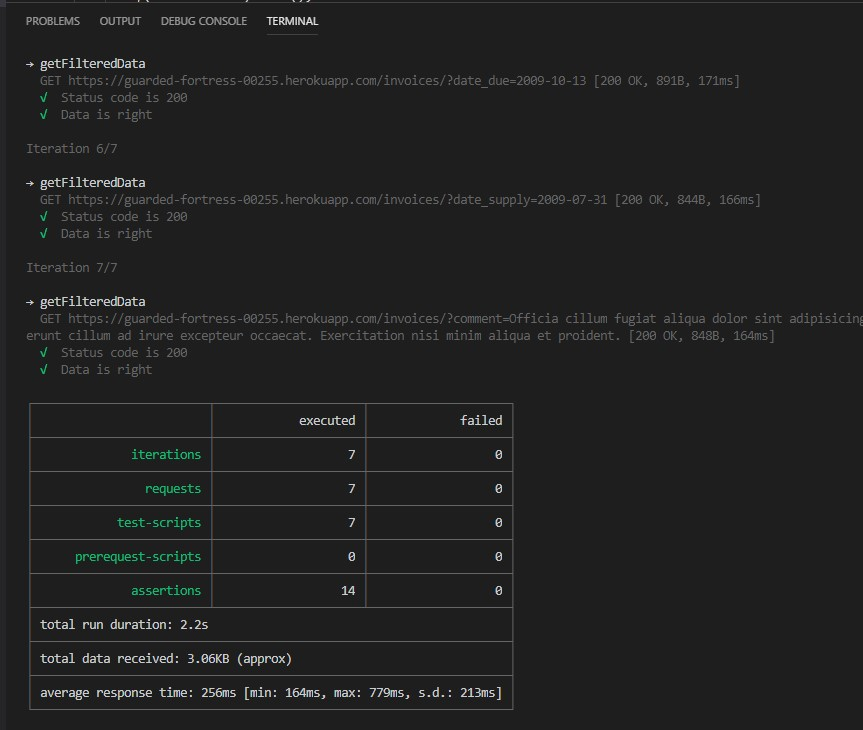 PROBLEMS OUTPUT DEBUG CONSOLE TERMINAL
→ getFilteredData
GET https://guarded-fortress-00255.herokuapp.com/invoices/?date_due=2009-10-13 [200 OK, 891B, 171ms]
√ Status code is 200
√ Data is right
Iteration 6/7
→ getFilteredData
GET https://guarded-fortress-00255.herokuapp.com/invoices/?date_supply=2009-07-31 [200 OK, 844B, 166ms]
√ Status code is 200
√ Data is right
Iteration 7/7
→ getFilteredData
GET https://guarded-fortress-00255.herokuapp.com/invoices/?comment=Officia cillum fugiat aliqua dolor sint adipisicing
erunt cillum ad irure excepteur occaecat. Exercitation nisi minim aliqua et proident. [200 OK, 848B, 164ms]
√ Status code is 200
√ Data is right
executed failed
iterations 7 0
requests 7 0
test-scripts 7 0
prerequest-scripts 0 0
assertions 14 0
total run duration: 2.2s
total data received: 3.06KB (approx)
average response time: 256ms [min: 164ms, max: 779ms, s.d.: 213ms]